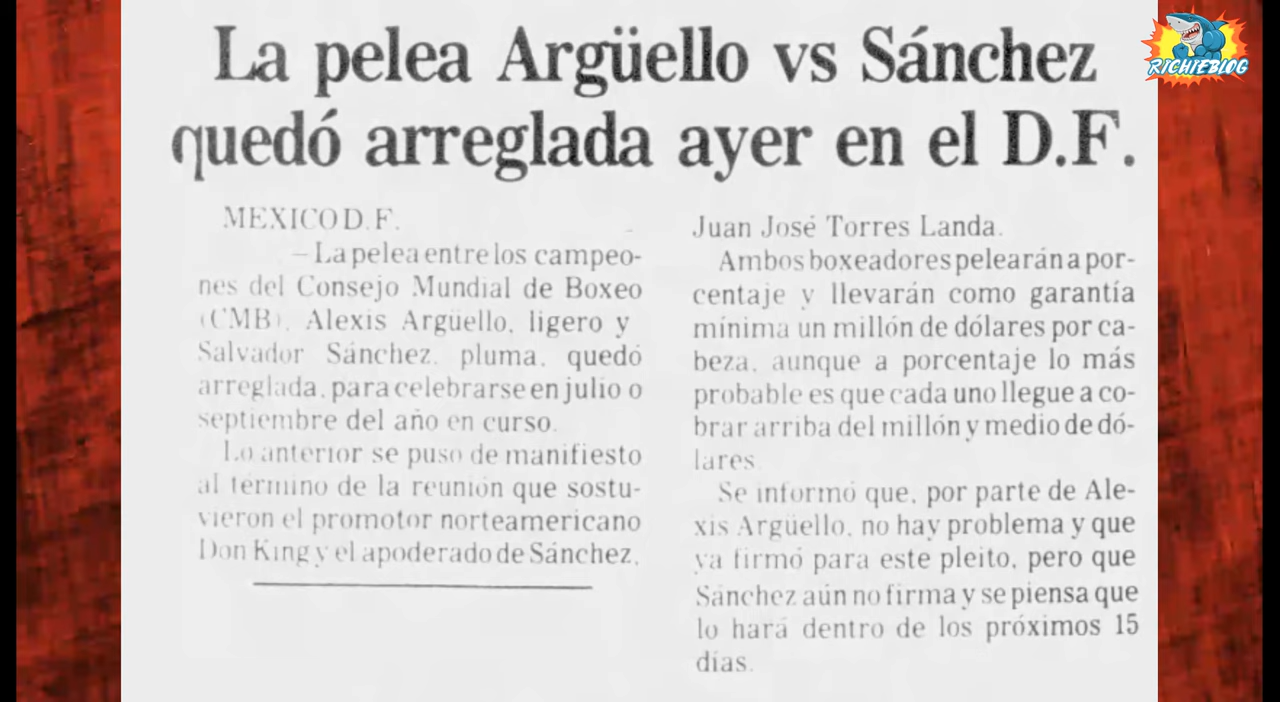 La pelea Argüello vs Sánchez
quedó arreglada ayer en el D.F.
MEXICO D.F.
– La pelea entre los campeo-
nes del Consejo Mundial de Boxeo
(CMB), Alexis Argüello, ligero y
Salvador Sánchez, pluma, quedó
arreglada, para celebrarse en julio o
septiembre del año en curso.
Lo anterior se puso de manifiesto
al término de la reunión que sostu-
vieron el promotor norteamericano
Don King y el apoderado de Sánchez,
Juan José Torres Landa.
Ambos boxeadores pelearán a por-
centaje y llevarán como garantía
mínima un millón de dólares por ca-
beza, aunque a porcentaje lo más
probable es que cada uno llegue a co-
brar arriba del millón y medio de dó-
lares.
Se informó que, por parte de Ale-
xis Argüello, no hay problema y que
ya firmó para este pleito, pero que
Sánchez aún no firma y se piensa que
lo hará dentro de los próximos 15
días.
RICHIEBLOG